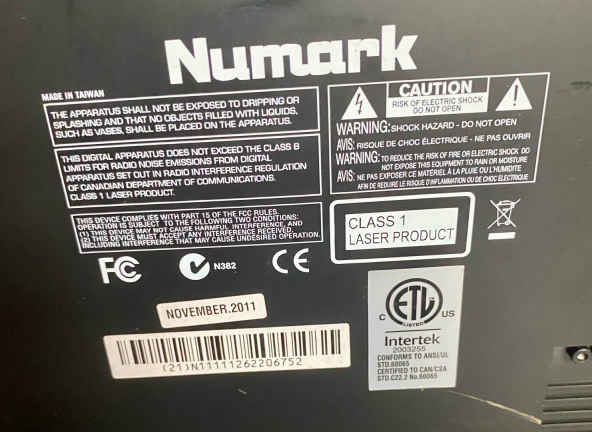 Numark
MADE IN TAIWAN
THE APPARATUS SHALL NOT BE EXPOSED TO DRIPPING OR
SPLASHING AND THAT NO OBJECTS FILLED WITH LIQUIDS,
SUCH AS VASES, SHALL BE PLACED ON THE APPARATUS.
THIS DIGITAL APPARATUS DOES NOT EXCEED THE CLASS B
LIMITS FOR RADIO NOISE EMISSIONS FROM DIGITAL
APPARATUS SET OUT IN RADIO INTERFERENCE REGULATION
OF CANADIAN DEPARTMENT OF COMMUNICATIONS.
CLASS 1 LASER PRODUCT.
THIS DEVICE COMPLIES WITH PART 15 OF THE FCC RULES.
OPERATION IS SUBJECT TO THE FOLLOWING TWO CONDITIONS:
(1) THIS DEVICE MAY NOT CAUSE HARMFUL INTERFERENCE, AND
(2) THIS DEVICE MUST ACCEPT ANY INTERFERENCE RECEIVED,
INCLUDING INTERFERENCE THAT MAY CAUSE UNDESIRED OPERATION.
CAUTION
RISK OF ELECTRIC SHOCK
DO NOT OPEN
WARNING: SHOCK HAZARD - DO NOT OPEN
AVIS: RISQUE DE CHOC ÉLECTRIQUE - NE PAS OUVRIR
WARNING: TO REDUCE THE RISK OF FIRE OR ELECTRIC SHOCK DO
NOT EXPOSE THIS EQUIPMENT TO RAIN OR MOISTURE
AVIS: NE PAS EXPOSER CE MATÉRIEL À LA PLUIE OU L'HUMIDITE
AFIN DE REDUIRE LE RISQUE D'INFLAMMATION OU DE CHOC ÉLECTRIQUE
CLASS 1
LASER PRODUCT
FC
N382
CE
NOVEMBER.2011
(21)N11111262206752
C ETL US
LISTED
Intertek
2003255
CONFORMS TO ANSI/UL
STD.60065
CERTIFIED TO CAN/CSA
STD C22.2 No.60065